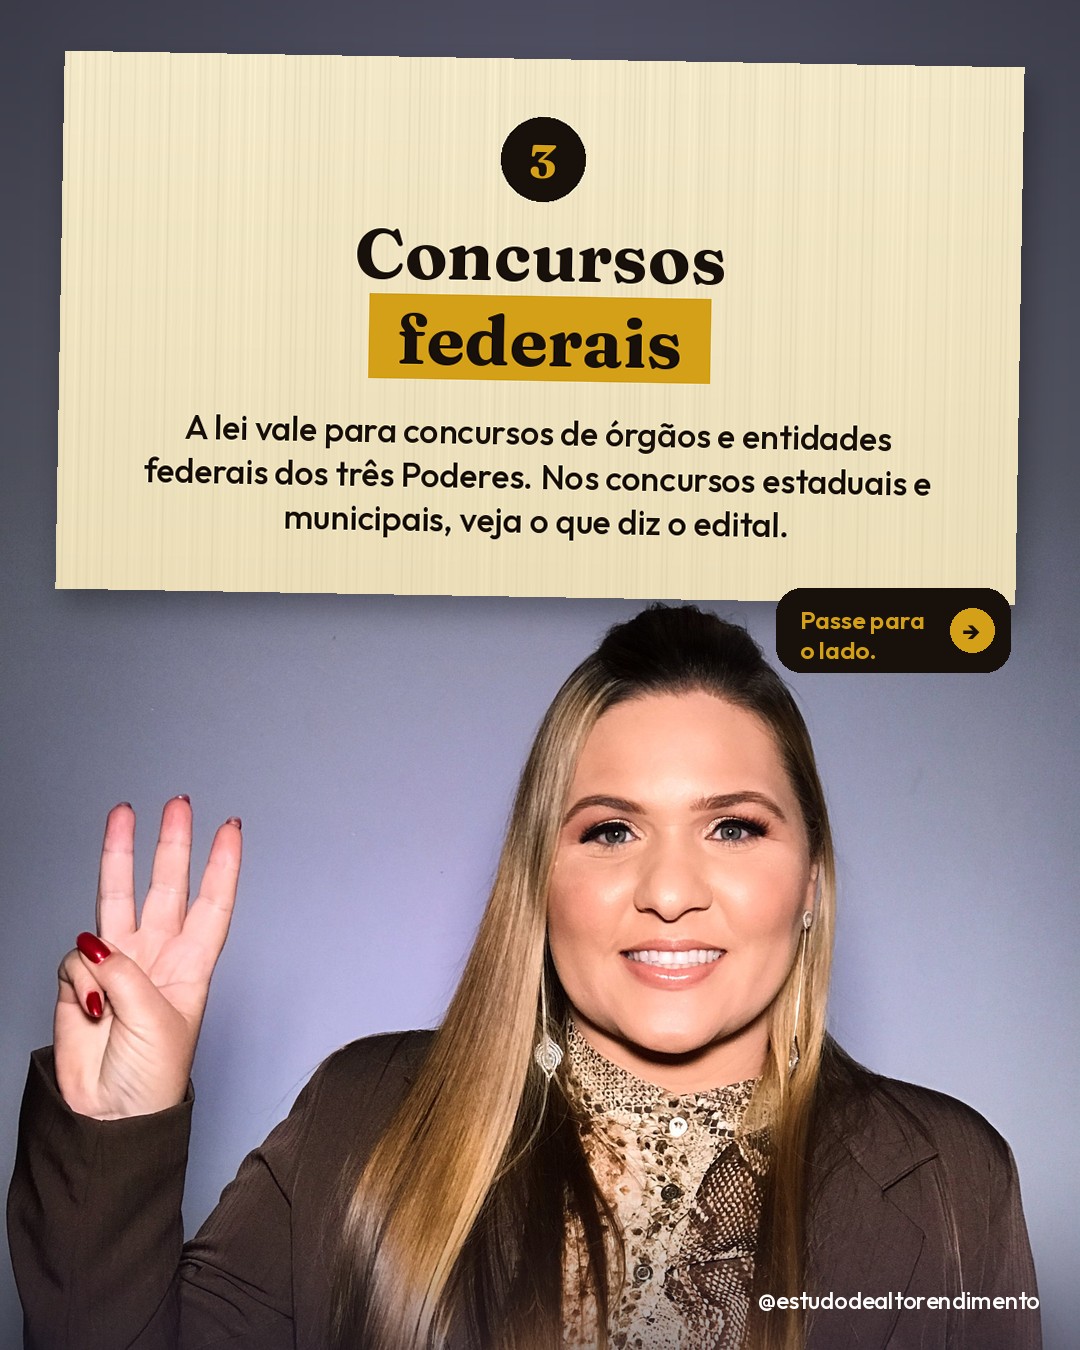 3
Concursos
federais
A lei vale para concursos de órgãos e entidades
federais dos três Poderes. Nos concursos estaduais e
municipais, veja o que diz o edital.
Passe para
o lado.
@estudodealtorendimento